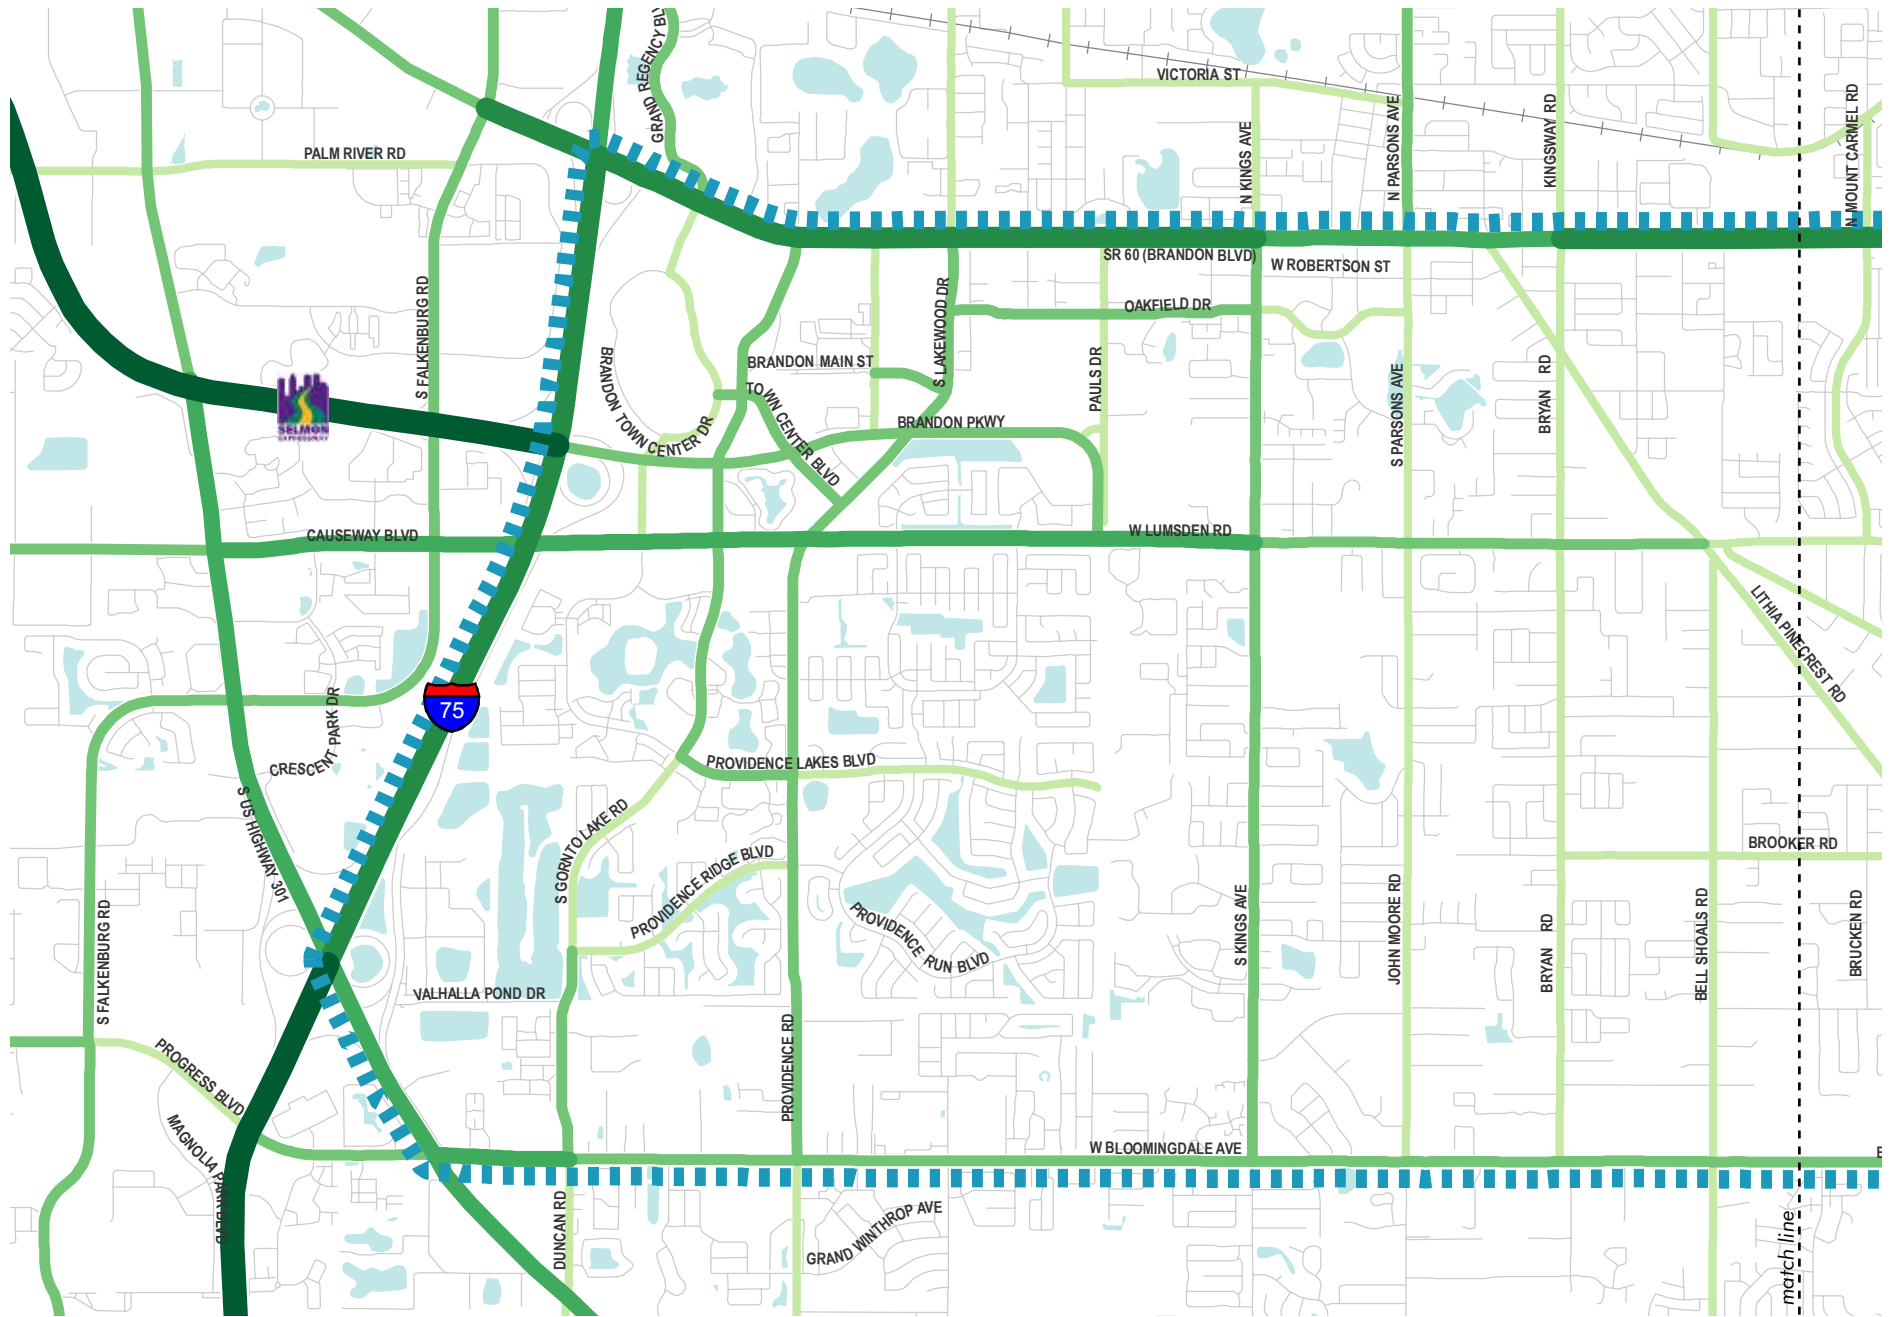 GRAND REGENCY BLV
VICTORIA ST
PALM RIVER RD
N KINGS AVE
N PARSONS AVE
KINGSWAY RD
N MOUNT CARMEL RD
SR 60 (BRANDON BLVD)
W ROBERTSON ST
S FALKENBURG RD
OAKFIELD DR
S LAKEWOOD DR
BRANDON MAIN ST
BRANDON TOWN CENTER DR
TOWN CENTER BLVD
PAULS DR
S PARSONS AVE
BRYAN RD
SELMON
EXPRESSWAY
BRANDON PKWY
CAUSEWAY BLVD
W LUMSDEN RD
LITHIA PINECREST RD
75
CRESCENT PARK DR
PROVIDENCE LAKES BLVD
S US HIGHWAY 301
S GORNTO LAKE RD
PROVIDENCE RIDGE BLVD
BROOKER RD
S FALKENBURG RD
PROVIDENCE RUN BLVD
S KINGS AVE
JOHN MOORE RD
BRYAN RD
BELL SHOALS RD
BRUCKEN RD
VALHALLA POND DR
PROVIDENCE RD
PROGRESS BLVD
MAGNOLIA PARK BLVD
W BLOOMINGDALE AVE
E
DUNCAN RD
GRAND WINTHROP AVE
match line